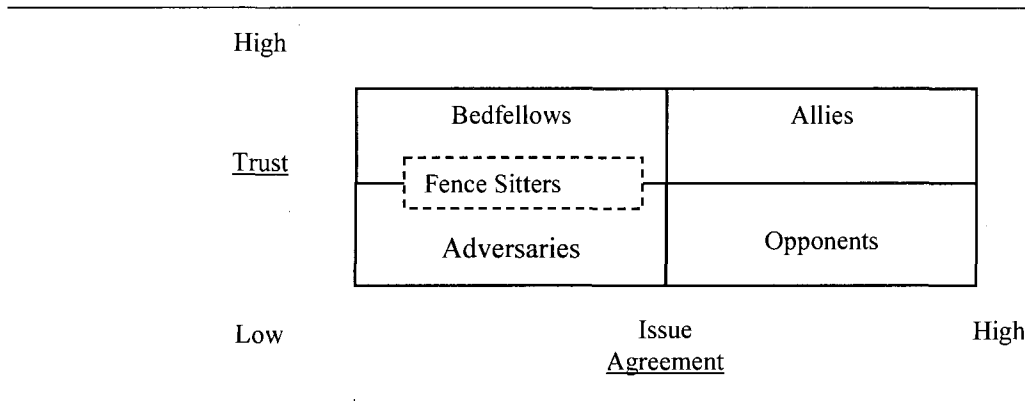 High
Bedfellows Allies
Trust
Fence Sitters
Adversaries Opponents
Low Issue High
Agreement